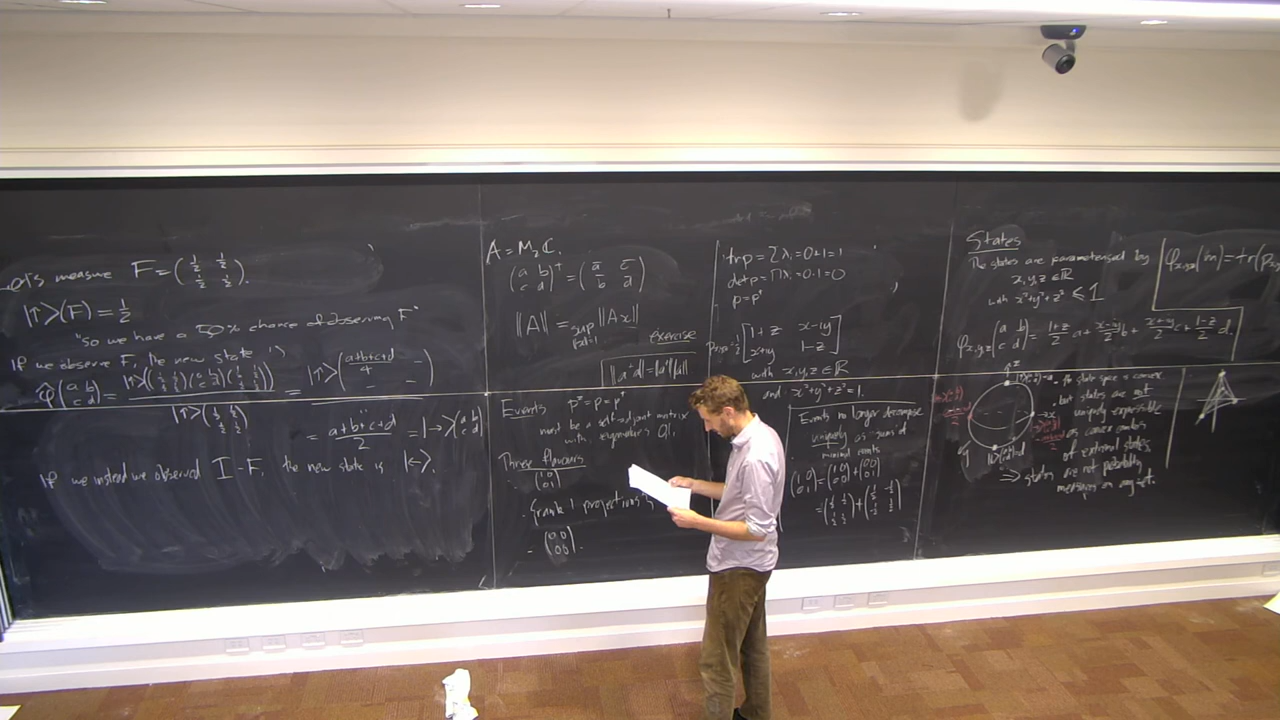 Let's measure F = (1/2 1/2 ; 1/2 1/2).
|↑>(F) = 1/2
"so we have a 50% chance of observing F"
If we observe F, the new state is
φ̂(a b ; c d) = |↑>((1/2 1/2 ; 1/2 1/2)(a b ; c d)(1/2 1/2 ; 1/2 1/2)) / |↑>(1/2 1/2 ; 1/2 1/2) = |↑>(a+b+c+d/4 - ; - -)
= a+b+c+d/2 = |→>(a b ; c d)
If we instead we observed I-F, the new state is |←>.
A = M₂ℂ.
(a b ; c d)† = (ā c̄ ; b̄ d̄)
||A|| = sup ||Ax||
exercise
||a*a|| = ||a*|| ||a||
Events p² = p = p*
must be a self-adjoint matrix
with eigenvalues 0/1
Three flavours
(1 0 ; 0 1)
· {rank 1 projections}
- (0 0 ; 0 0).
tr p = Σλ = 0+1 = 1
det p = Πλ = 0·1 = 0
p = p*
1/2 [1+z x-iy ; x+iy 1-z]
with x,y,z ∈ ℝ
and x²+y²+z² = 1.
Events no longer decompose
uniquely as sums of
minimal events
(1 0 ; 0 1) = (1 0 ; 0 0) + (0 0 ; 0 1)
= (1/2 1/2 ; 1/2 1/2) + (1/2 -1/2 ; -1/2 1/2)
States
The states are parametrised by
x,y,z ∈ ℝ
with x²+y²+z² ≤ 1
φx,y,z(a b ; c d) = 1+z/2 a + x-iy/2 b + x+iy/2 c + 1-z/2 d.
the state space is convex
but states are not
uniquely expressible
as convex combos
of extremal states
⇒ states are not probability
measures on any set.